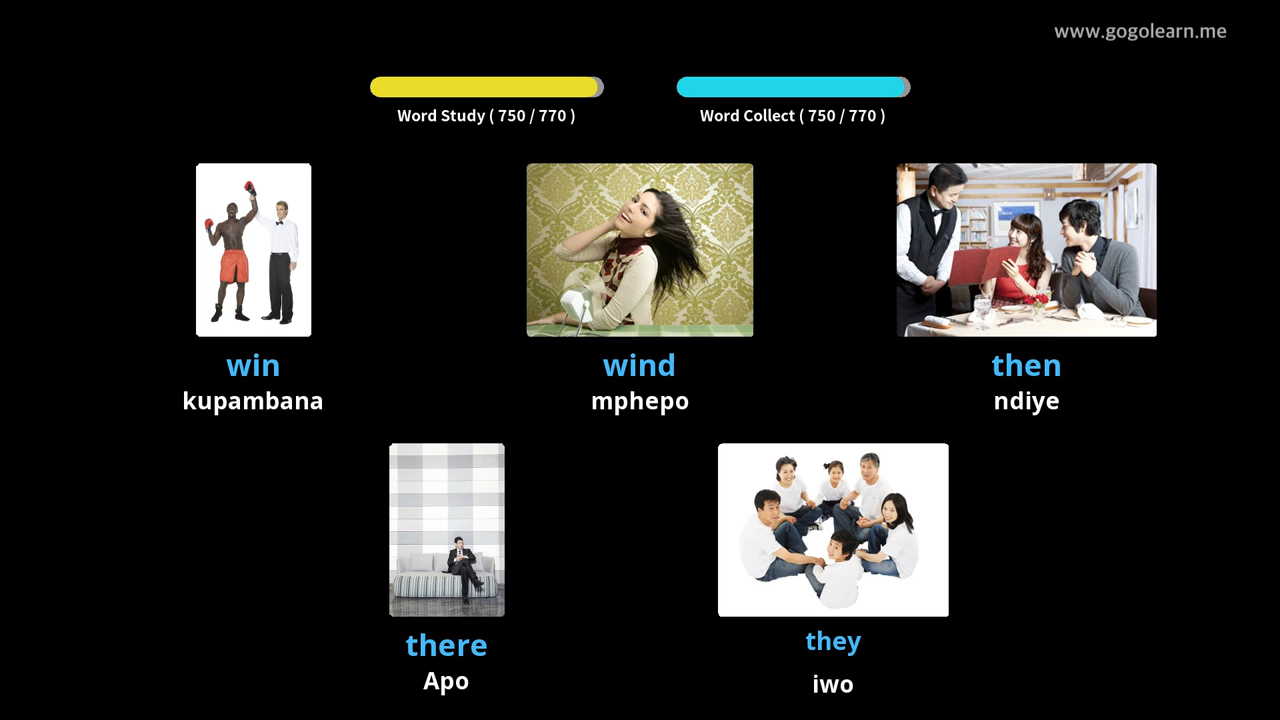 www.gogolearn.me
Word Study ( 750 / 770 )
Word Collect ( 750 / 770 )
win
kupambana
wind
mphepo
then
ndiye
there
Apo
they
iwo